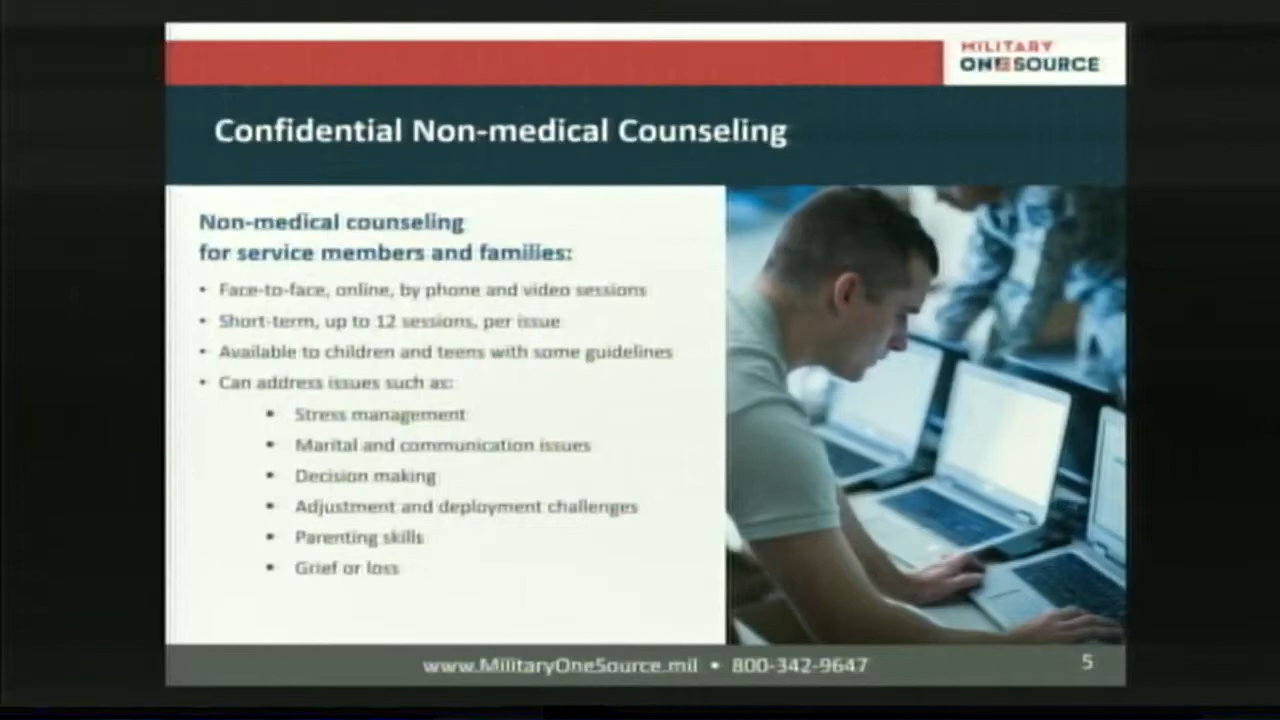 MILITARY
ONE SOURCE
Confidential Non-medical Counseling
Non-medical counseling
for service members and families:
• Face-to-face, online, by phone and video sessions
• Short-term, up to 12 sessions, per issue
• Available to children and teens with some guidelines
• Can address issues such as:
▪ Stress management
▪ Marital and communication issues
▪ Decision making
▪ Adjustment and deployment challenges
▪ Parenting skills
▪ Grief or loss
www.MilitaryOneSource.mil • 800-342-9647
5